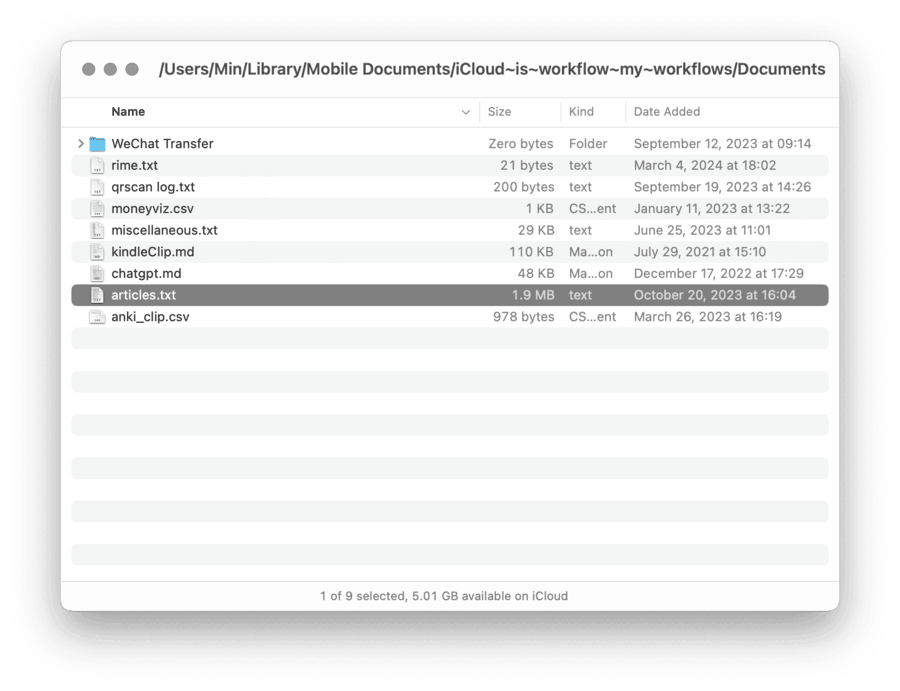 /Users/Min/Library/Mobile Documents/iCloud~is~workflow~my~workflows/Documents
Name Size Kind Date Added
WeChat Transfer Zero bytes Folder September 12, 2023 at 09:14
rime.txt 21 bytes text March 4, 2024 at 18:02
qrscan log.txt 200 bytes text September 19, 2023 at 14:26
moneyviz.csv 1 KB CS...ent January 11, 2023 at 13:22
miscellaneous.txt 29 KB text June 25, 2023 at 11:01
kindleClip.md 110 KB Ma...on July 29, 2021 at 15:10
chatgpt.md 48 KB Ma...on December 17, 2022 at 17:29
articles.txt 1.9 MB text October 20, 2023 at 16:04
anki_clip.csv 978 bytes CS...ent March 26, 2023 at 16:19
1 of 9 selected, 5.01 GB available on iCloud